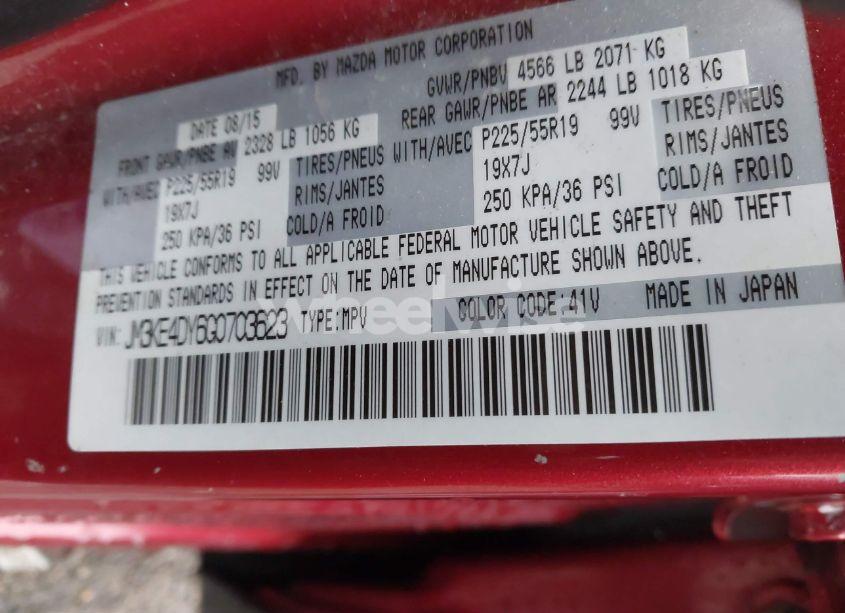 MFD. BY MAZDA MOTOR CORPORATION
DATE 08/15 GVWR/PNBV 4566 LB 2071 KG
FRONT GAWR/PNBE AV 2328 LB 1056 KG REAR GAWR/PNBE AR 2244 LB 1018 KG
WITH/AVEC P225/55R19 99V TIRES/PNEUS WITH/AVEC P225/55R19 99V TIRES/PNEUS
19X7J RIMS/JANTES 19X7J RIMS/JANTES
250 KPA/36 PSI COLD/A FROID 250 KPA/36 PSI COLD/A FROID
THIS VEHICLE CONFORMS TO ALL APPLICABLE FEDERAL MOTOR VEHICLE SAFETY AND THEFT
PREVENTION STANDARDS IN EFFECT ON THE DATE OF MANUFACTURE SHOWN ABOVE.
VIN: JM3KE4DY6G0703623 TYPE:MPV COLOR CODE:41V MADE IN JAPAN
wheelwise